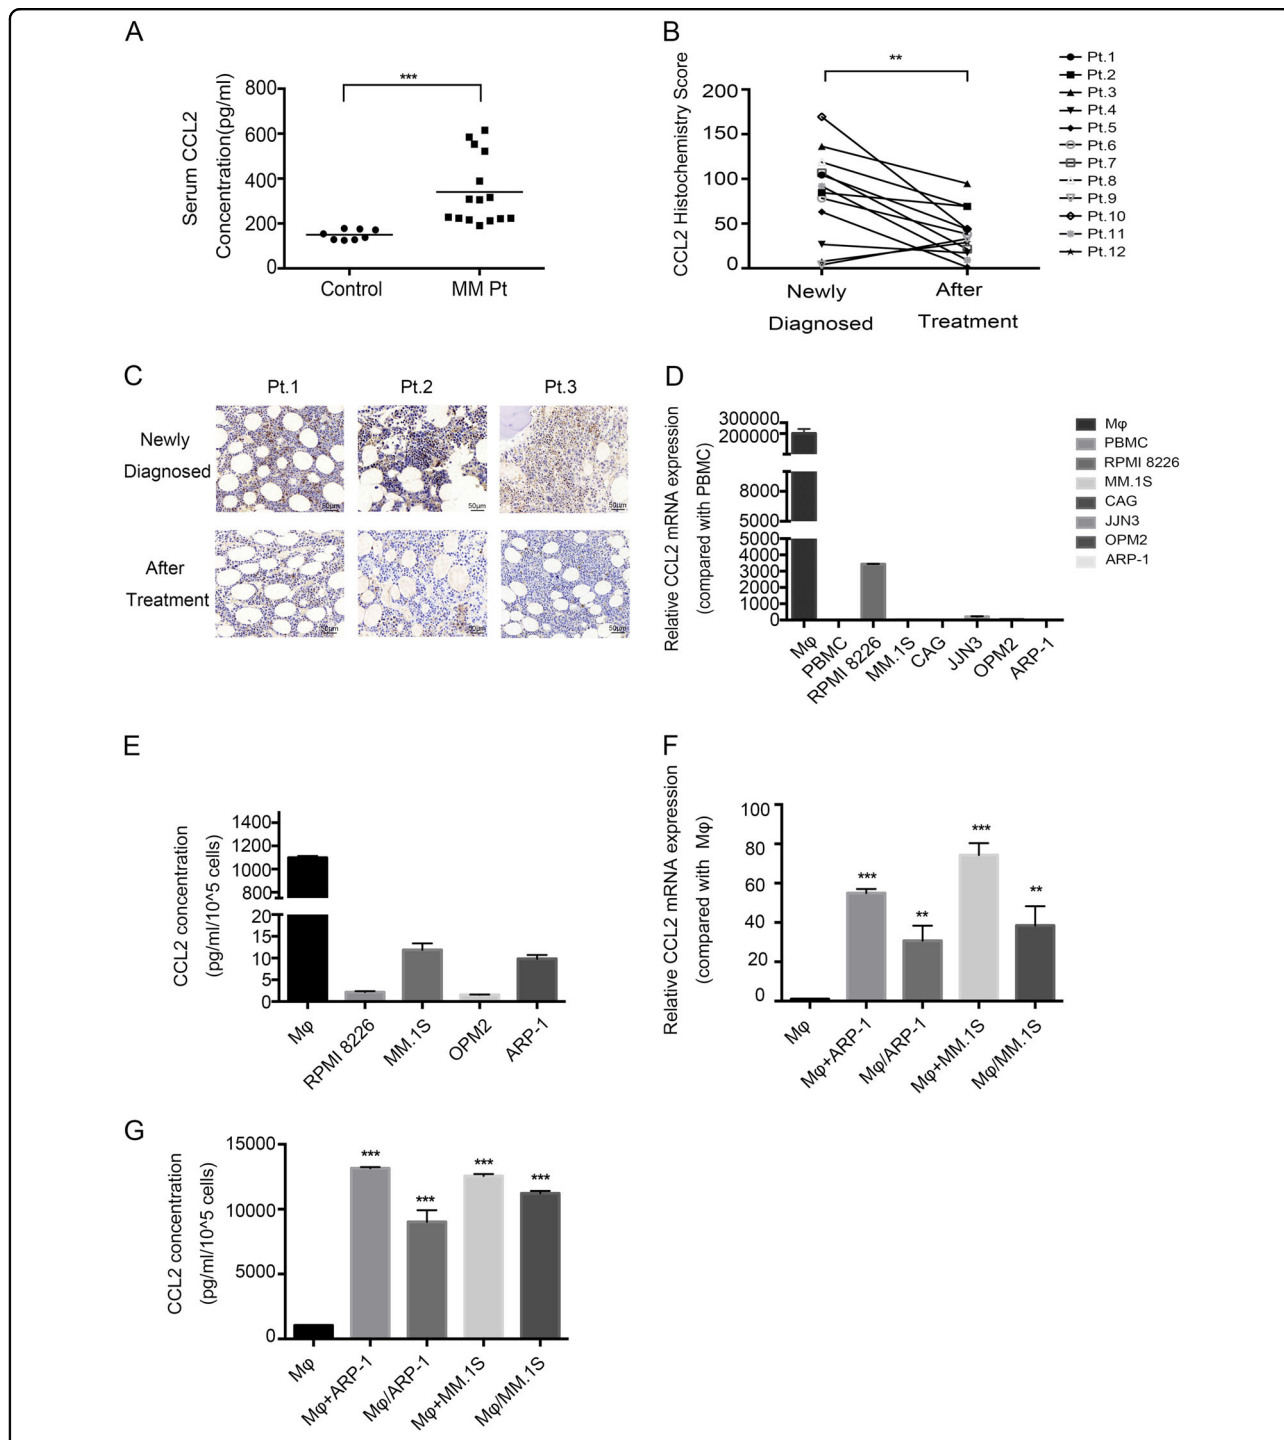 A
Serum CCL2
Concentration(pg/ml)
800
600
400
200
0
***
Control
MM Pt
B
CCL2 Histochemistry Score
200
150
100
50
0
**
Newly
Diagnosed
After
Treatment
Pt.1
Pt.2
Pt.3
Pt.4
Pt.5
Pt.6
Pt.7
Pt.8
Pt.9
Pt.10
Pt.11
Pt.12
C
Pt.1
Pt.2
Pt.3
Newly
Diagnosed
50μm
50μm
50μm
After
Treatment
50μm
50μm
50μm
D
Relative CCL2 mRNA expression
(compared with PBMC)
300000
200000
8000
5000
5000
4000
3000
2000
1000
0
Mφ
PBMC
RPMI 8226
MM.1S
CAG
JJN3
OPM2
ARP-1
Mφ
PBMC
RPMI 8226
MM.1S
CAG
JJN3
OPM2
ARP-1
E
CCL2 concentration
(pg/ml/10^5 cells)
1400
1200
1000
800
20
15
10
5
0
Mφ
RPMI 8226
MM.1S
OPM2
ARP-1
F
Relative CCL2 mRNA expression
(compared with Mφ)
100
80
60
40
20
0
***
**
***
**
Mφ
Mφ+ARP-1
Mφ/ARP-1
Mφ+MM.1S
Mφ/MM.1S
G
CCL2 concentration
(pg/ml/10^5 cells)
15000
10000
5000
0
***
***
***
***
Mφ
Mφ+ARP-1
Mφ/ARP-1
Mφ+MM.1S
Mφ/MM.1S